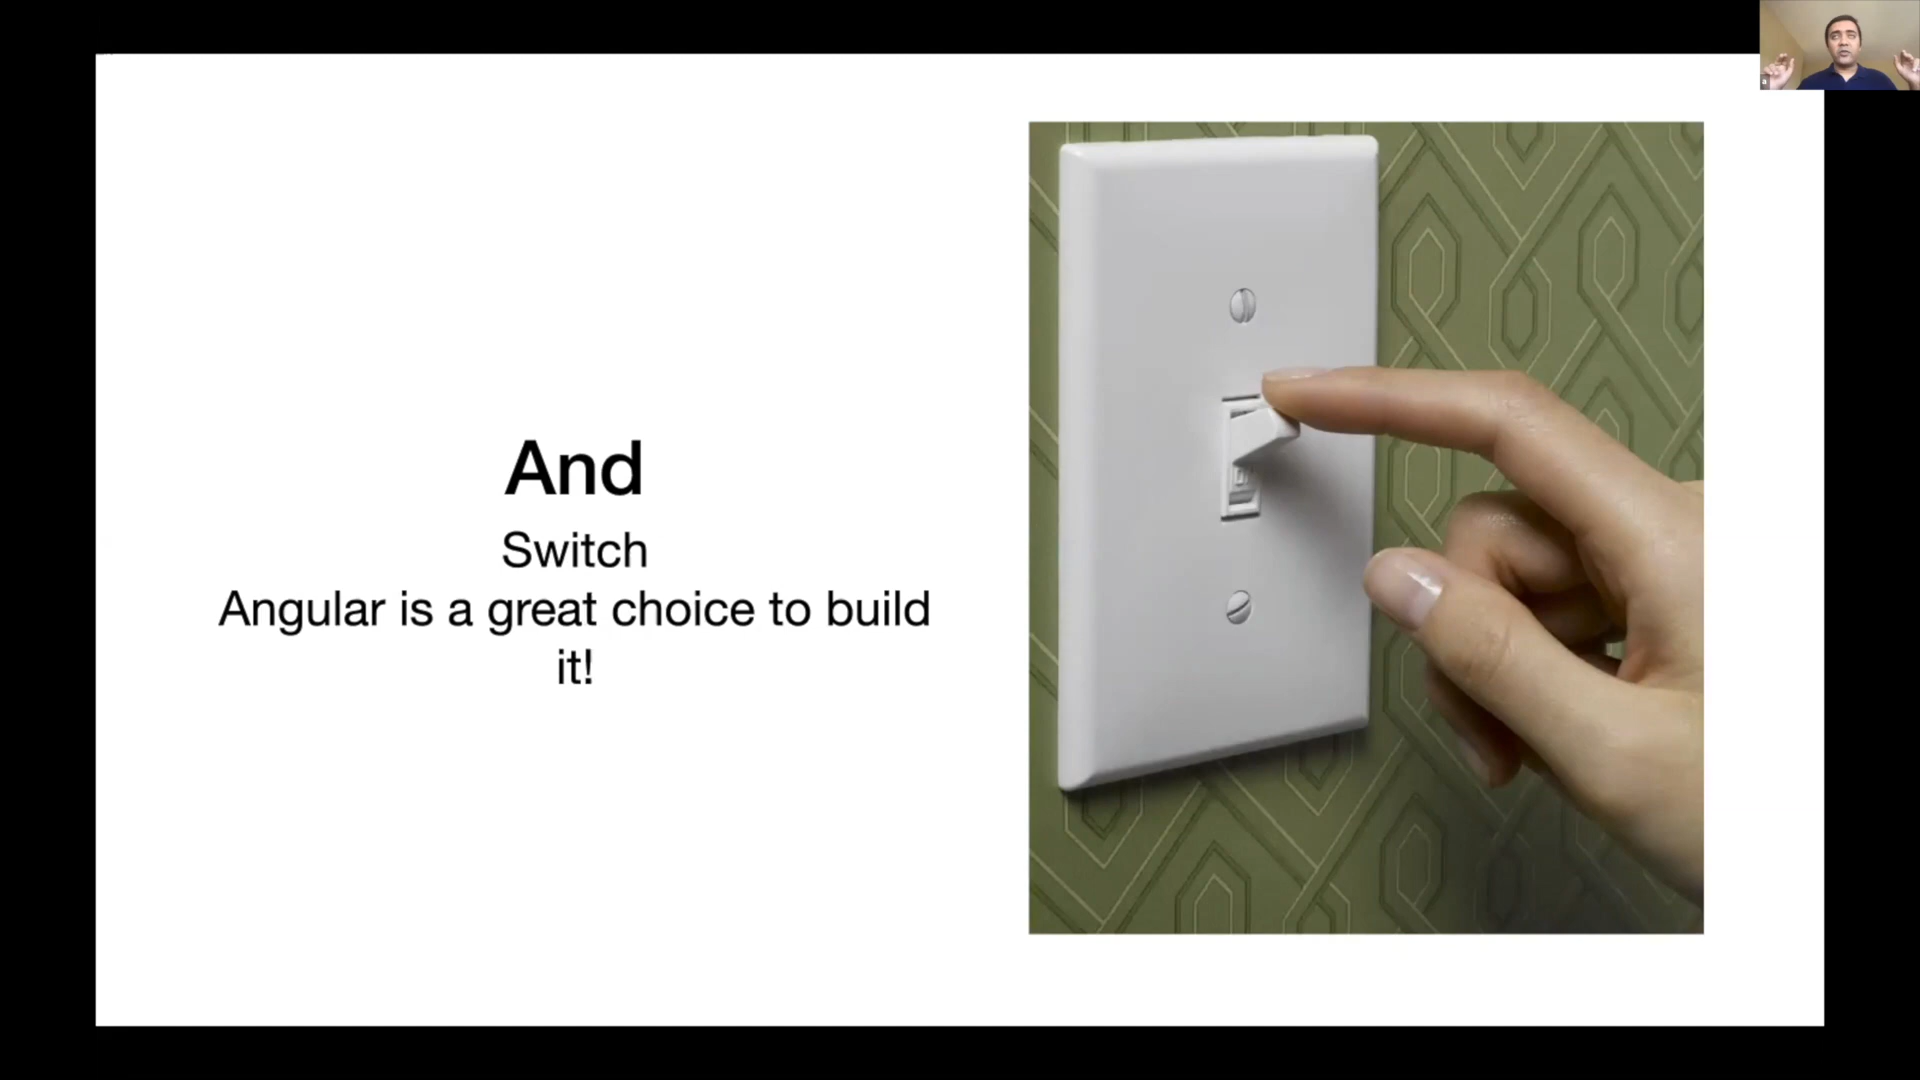 And
Switch
Angular is a great choice to build
it!